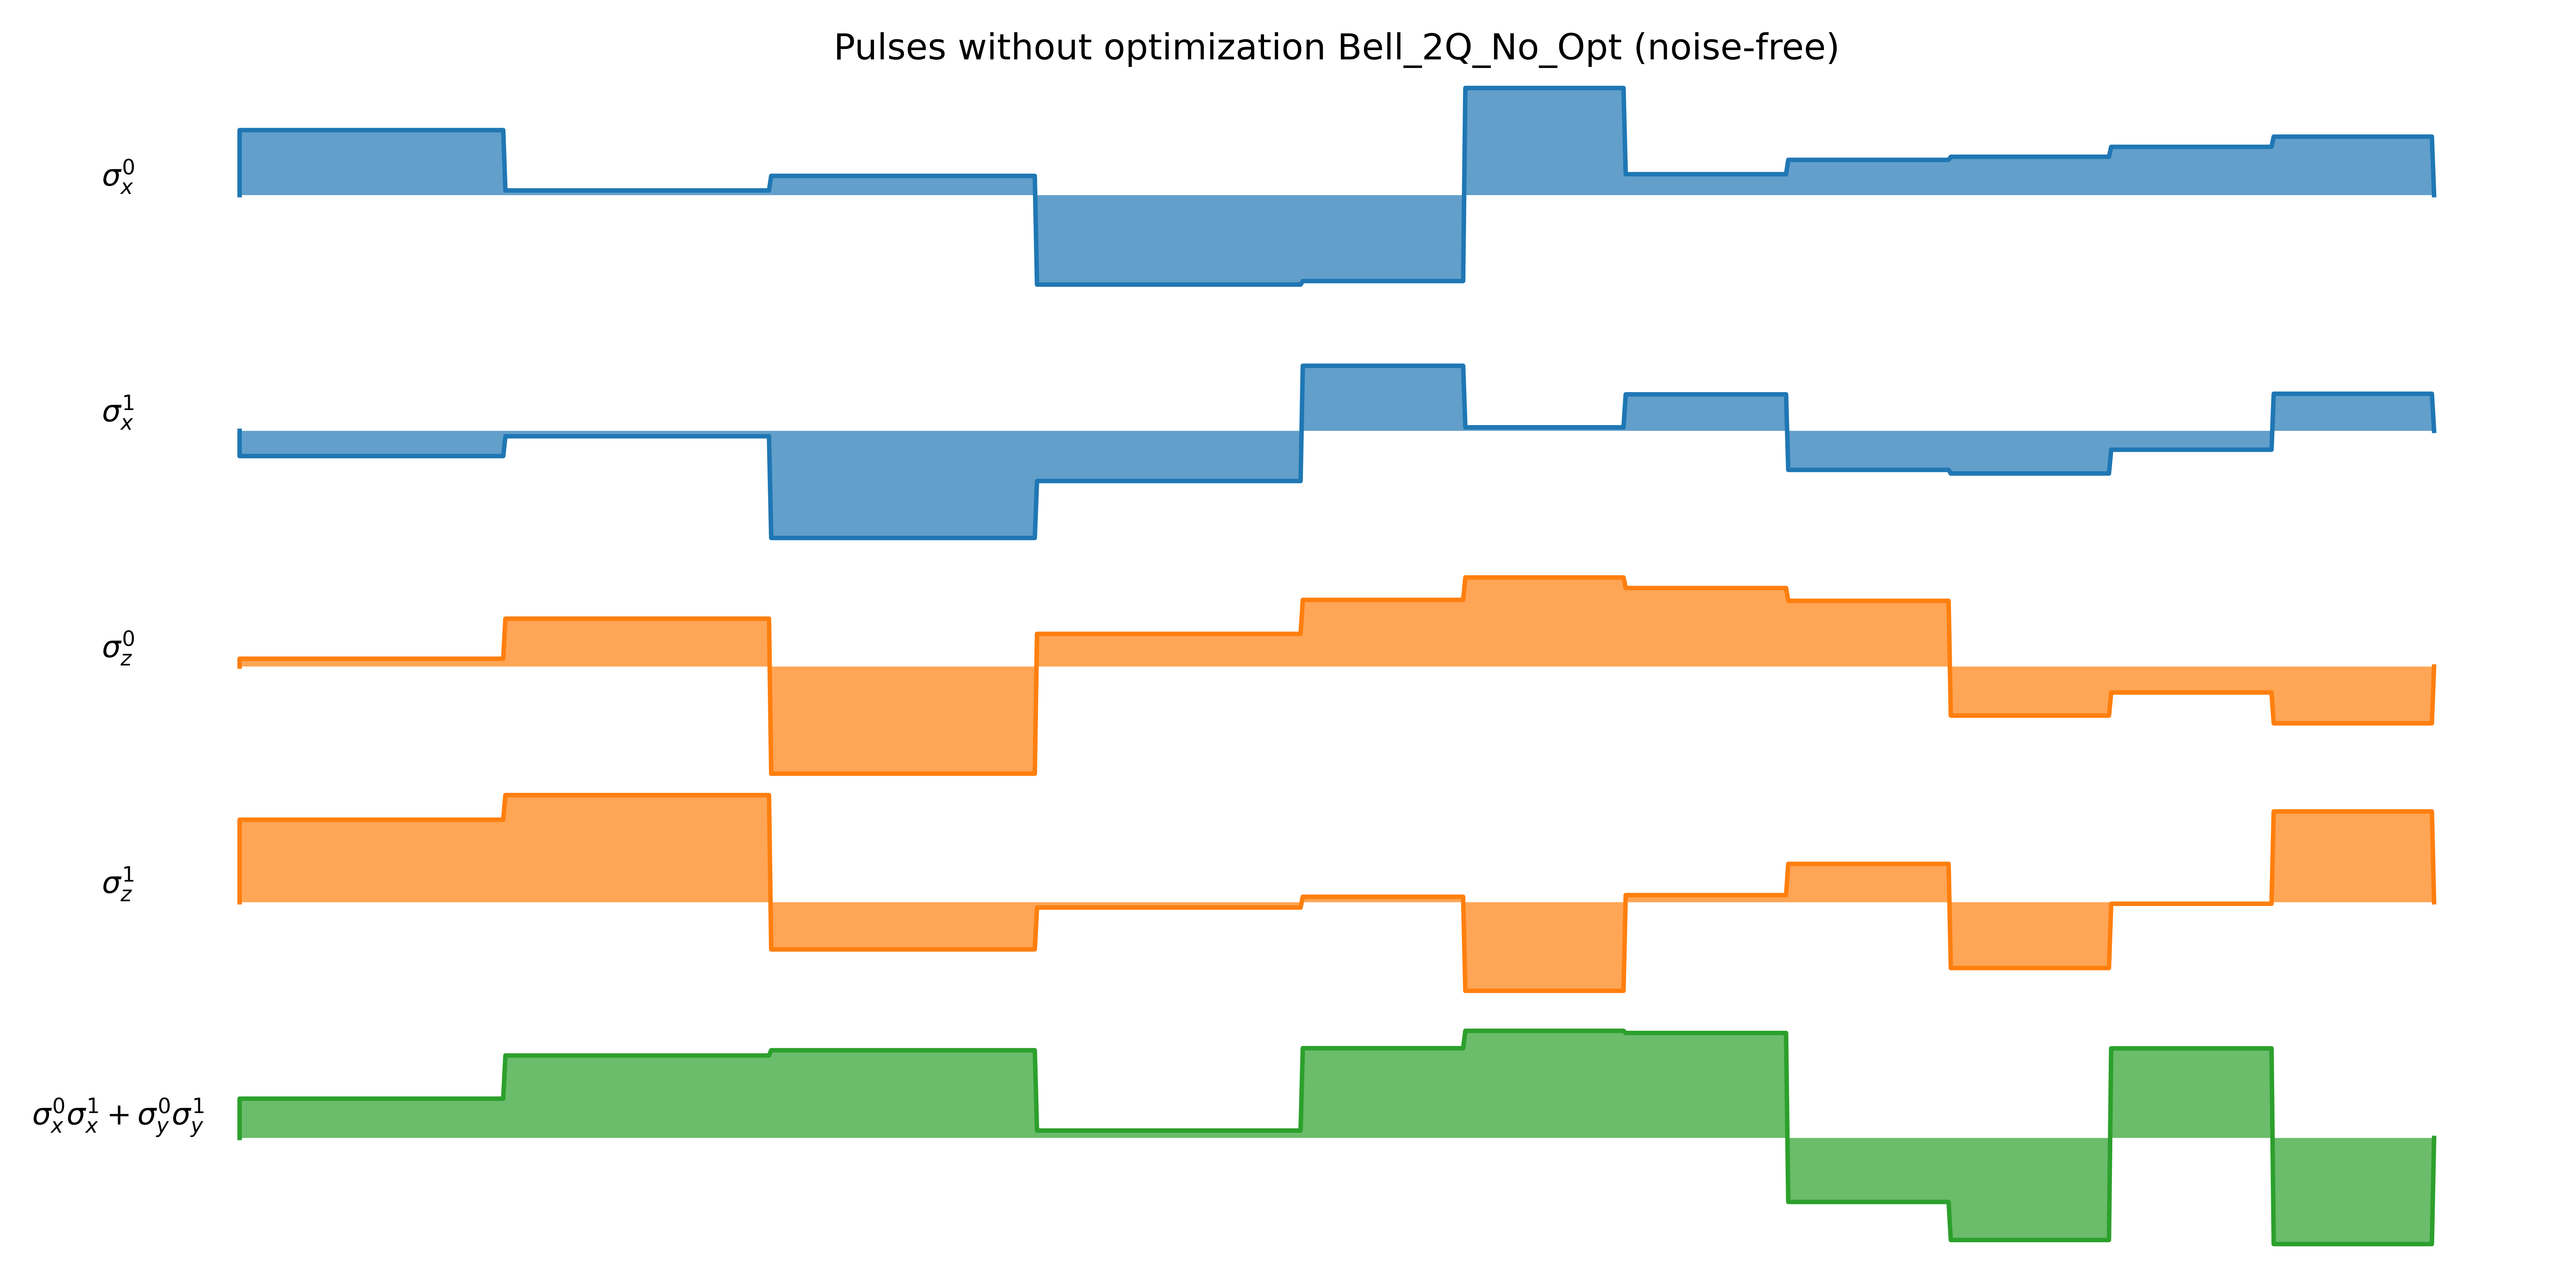 Pulses without optimization Bell_2Q_No_Opt (noise-free)
σ_x^0
σ_x^1
σ_z^0
σ_z^1
σ_x^0σ_x^1 + σ_y^0σ_y^1